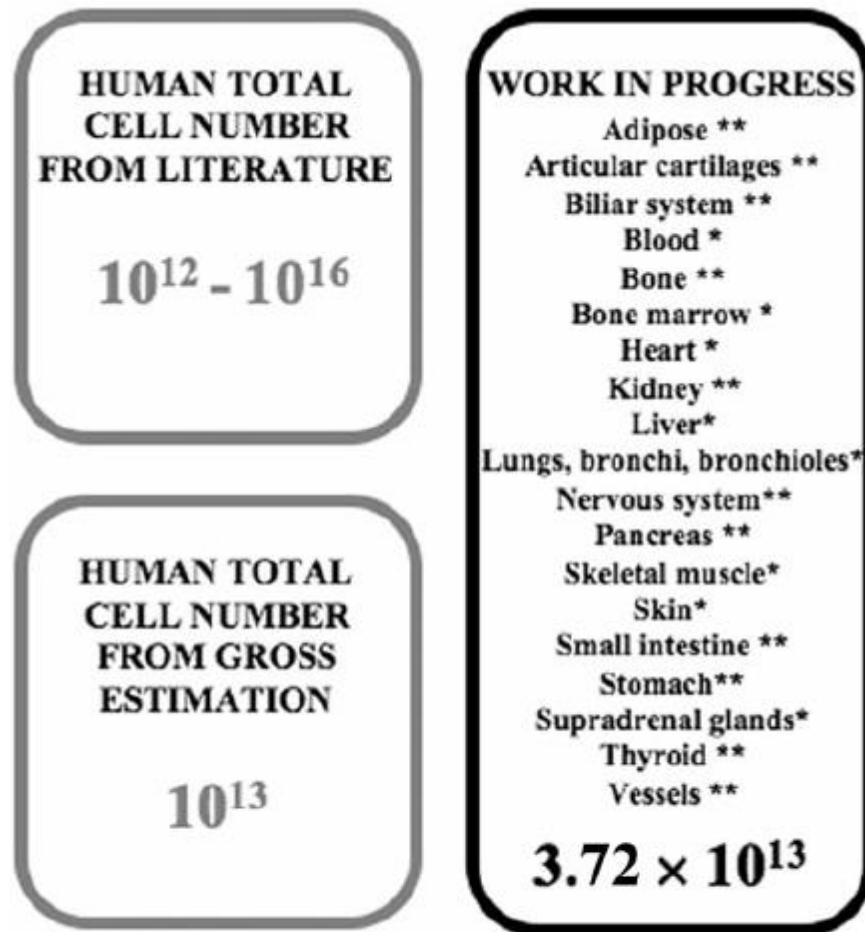 HUMAN TOTAL
CELL NUMBER
FROM LITERATURE
10¹² - 10¹⁶
HUMAN TOTAL
CELL NUMBER
FROM GROSS
ESTIMATION
10¹³
WORK IN PROGRESS
Adipose **
Articular cartilages **
Biliar system **
Blood *
Bone **
Bone marrow *
Heart *
Kidney **
Liver*
Lungs, bronchi, bronchioles*
Nervous system**
Pancreas **
Skeletal muscle*
Skin*
Small intestine **
Stomach**
Supradrenal glands*
Thyroid **
Vessels **
3.72 × 10¹³